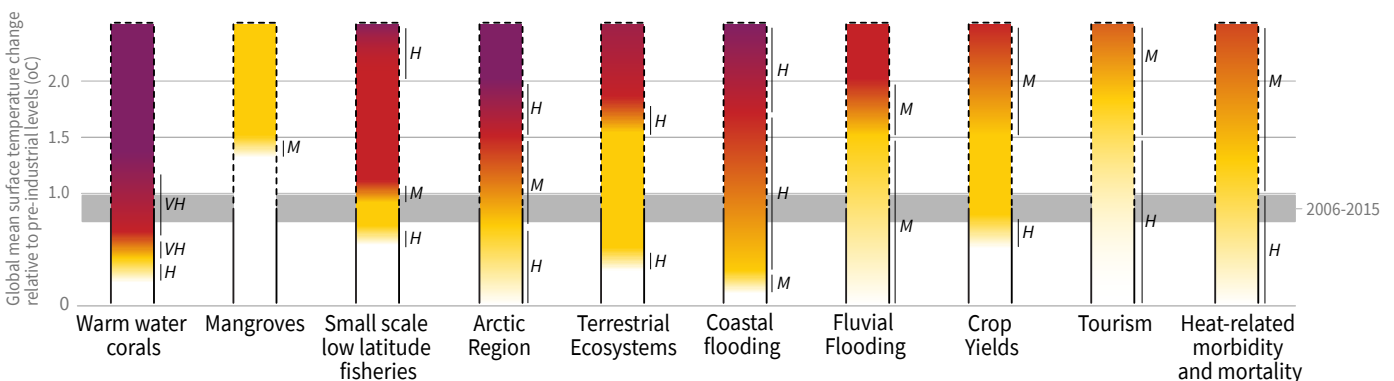 Global mean surface temperature change
relative to pre-industrial levels (oC)
2.0
1.5
1.0
0
H
M
H
H
M
H
M
M
M
H
M
H
M
H
VH
M
M
H
H
2006-2015
VH
H
H
H
H
M
M
H
H
Warm water
corals
Mangroves
Small scale
low latitude
fisheries
Arctic
Region
Terrestrial
Ecosystems
Coastal
flooding
Fluvial
Flooding
Crop
Yields
Tourism
Heat-related
morbidity
and mortality